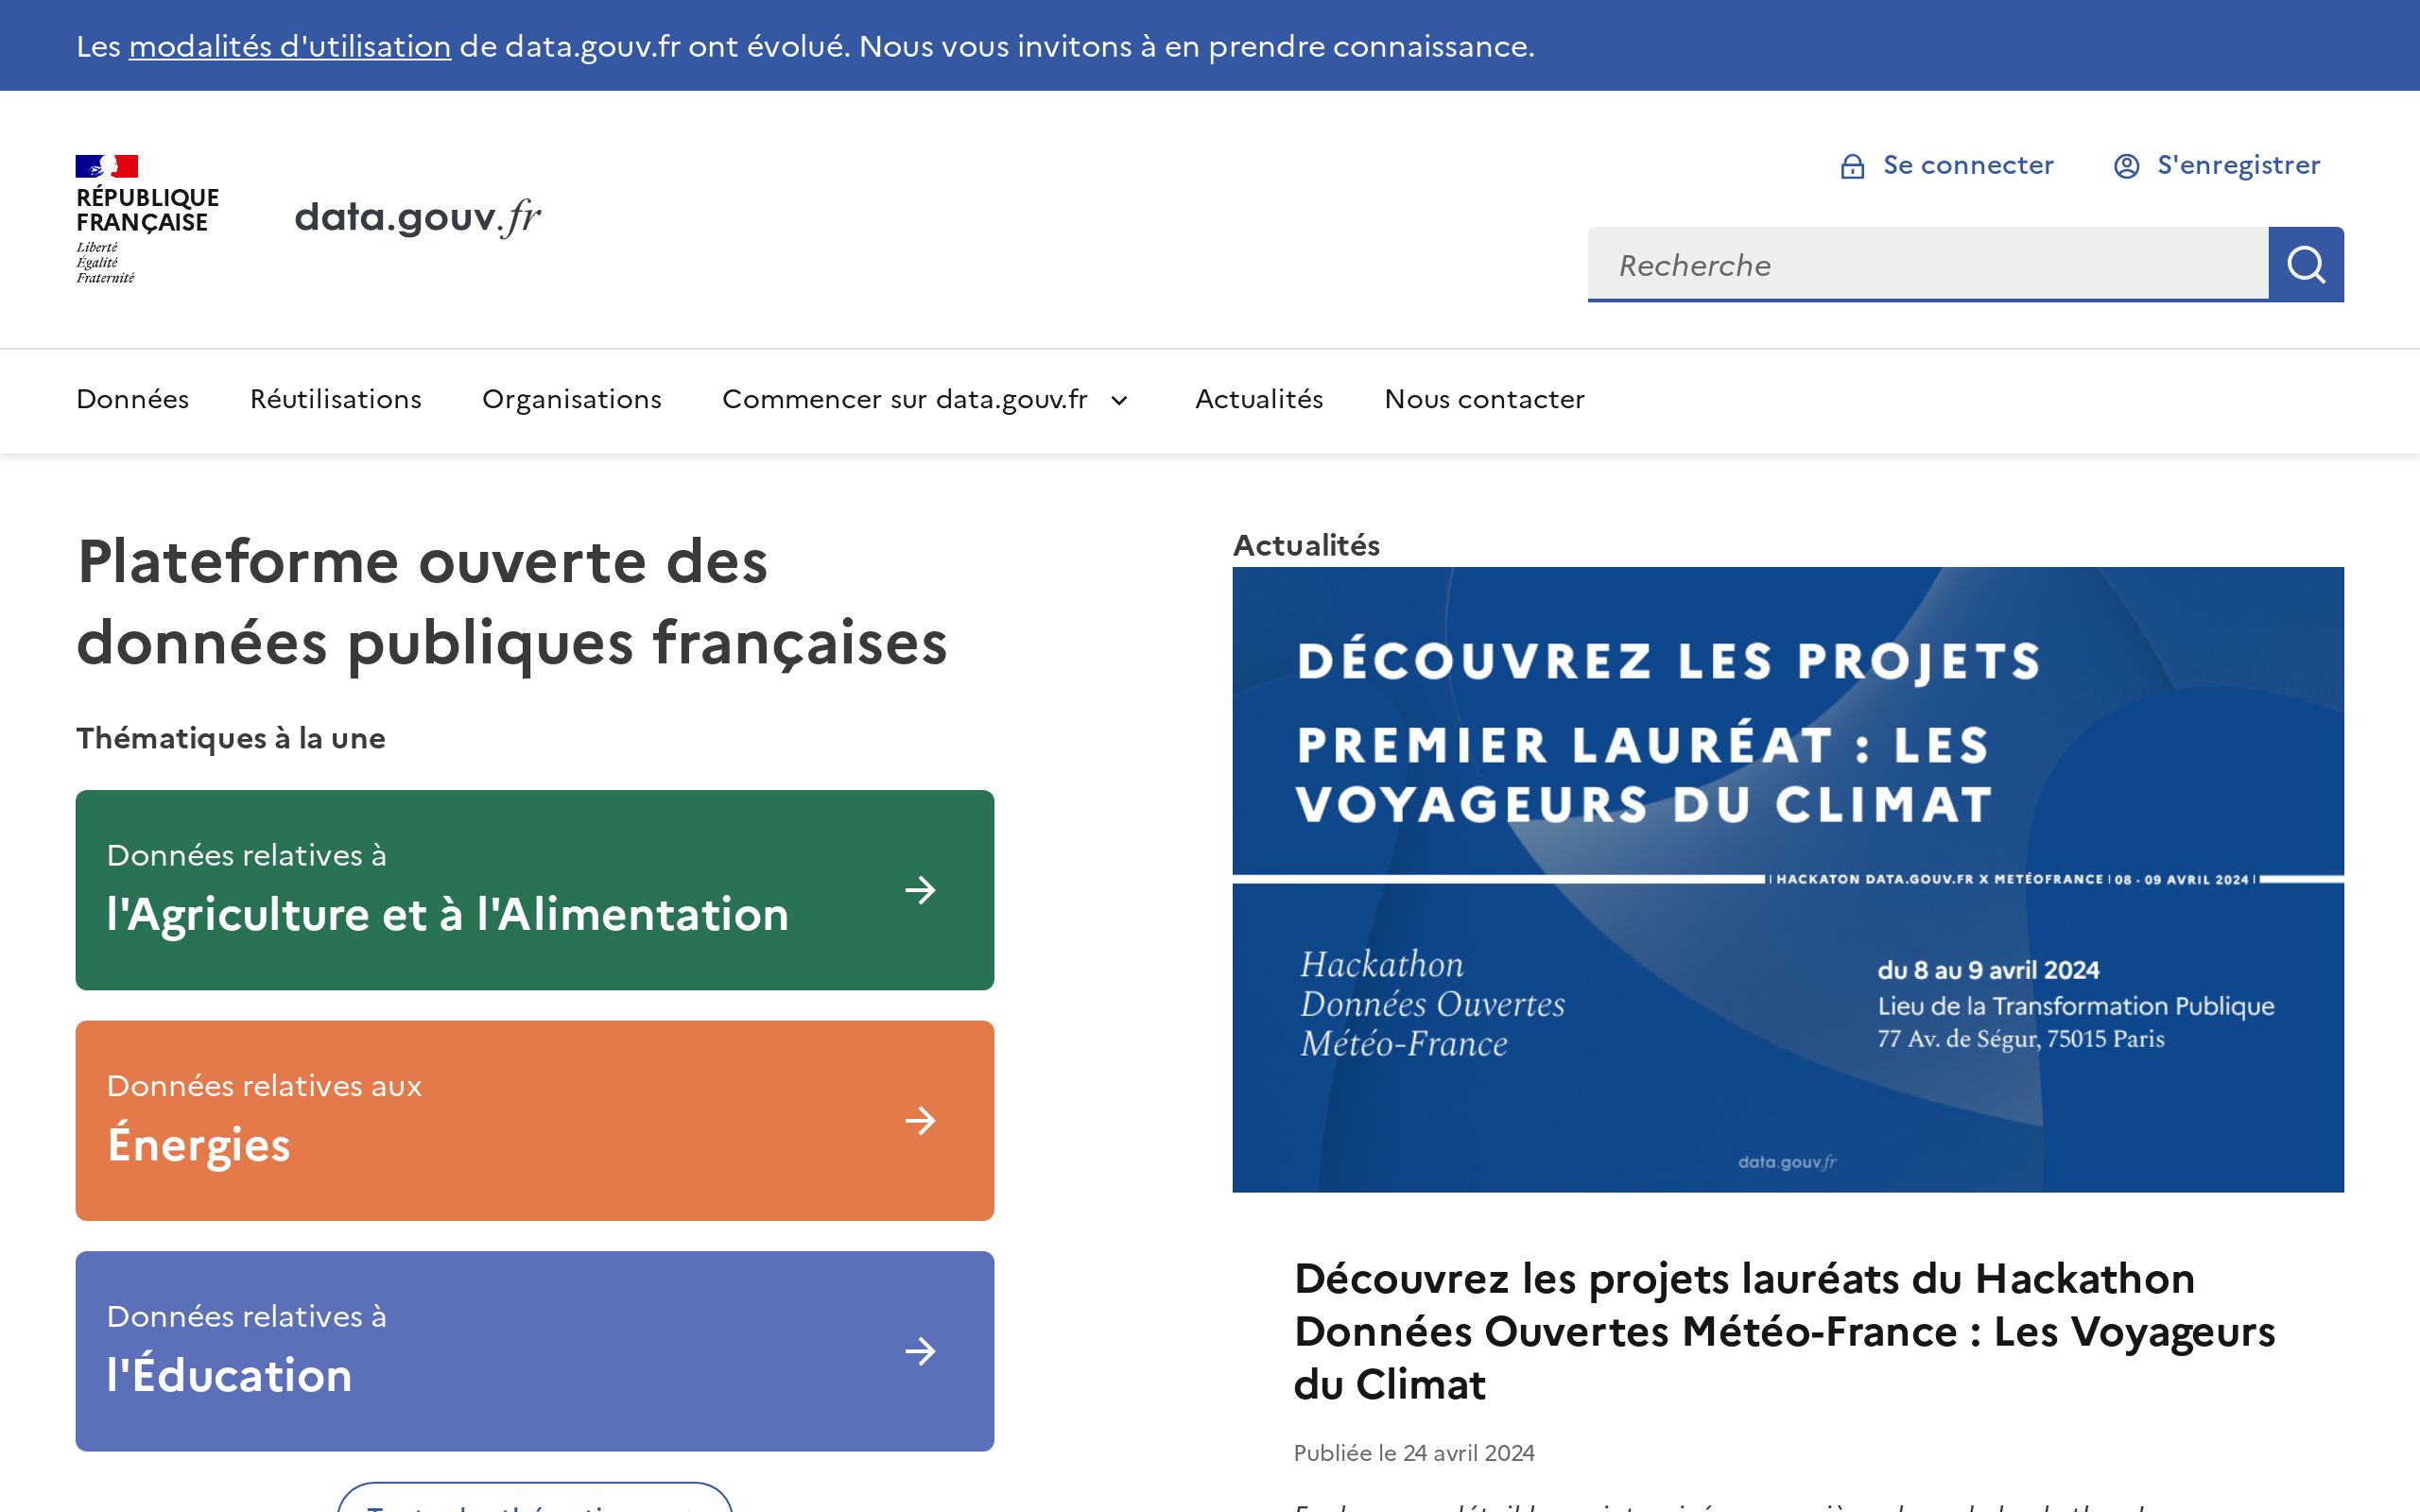 Les modalités d'utilisation de data.gouv.fr ont évolué. Nous vous invitons à en prendre connaissance.
RÉPUBLIQUE
FRANÇAISE
Liberté
Égalité
Fraternité
data.gouv.fr
Se connecter
S'enregistrer
Recherche
Données
Réutilisations
Organisations
Commencer sur data.gouv.fr
Actualités
Nous contacter
Plateforme ouverte des
données publiques françaises
Thématiques à la une
Données relatives à
l'Agriculture et à l'Alimentation
Données relatives aux
Énergies
Données relatives à
l'Éducation
Actualités
DÉCOUVREZ LES PROJETS
PREMIER LAURÉAT : LES
VOYAGEURS DU CLIMAT
HACKATON DATA.GOUV.FR X METÉOFRANCE | 08 - 09 AVRIL 2024
Hackathon
Données Ouvertes
Météo-France
du 8 au 9 avril 2024
Lieu de la Transformation Publique
77 Av. de Ségur, 75015 Paris
data.gouv.fr
Découvrez les projets lauréats du Hackathon
Données Ouvertes Météo-France : Les Voyageurs
du Climat
Publiée le 24 avril 2024